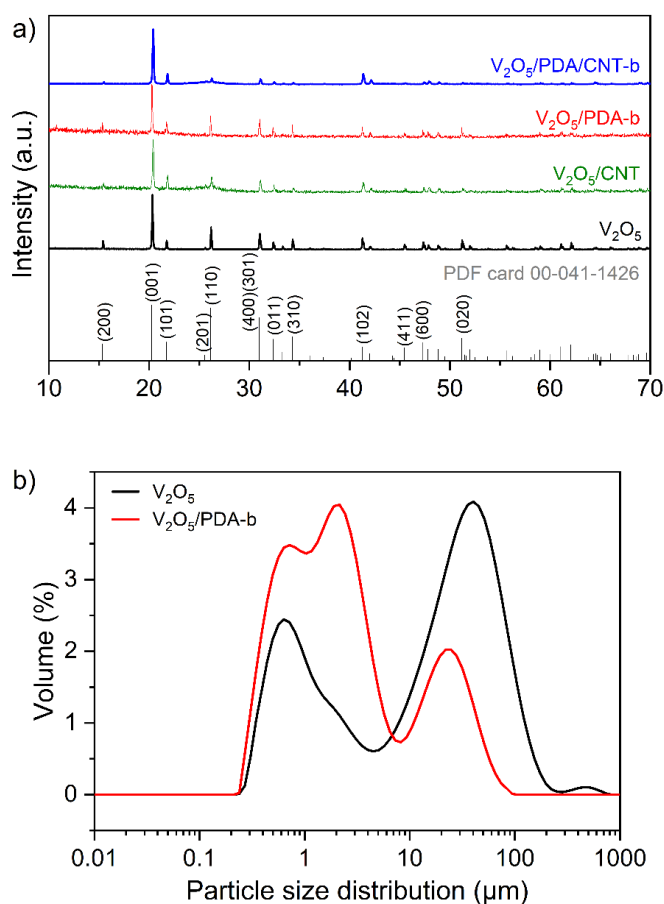 a)
V₂O₅/PDA/CNT-b
V₂O₅/PDA-b
V₂O₅/CNT
V₂O₅
PDF card 00-041-1426
Intensity (a.u.)
(200)
(001)
(101)
(201)
(110)
(400)(301)
(011)
(310)
(102)
(411)
(600)
(020)
10 20 30 40 50 60 70
b)
V₂O₅
V₂O₅/PDA-b
Volume (%)
4
3
2
1
0
0.01 0.1 1 10 100 1000
Particle size distribution (µm)